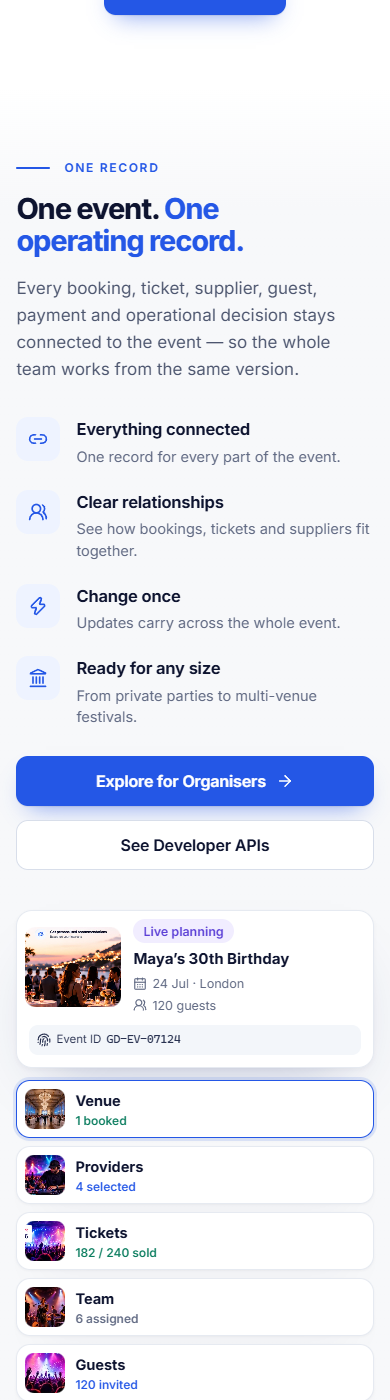 ONE RECORD
One event. One
operating record.
Every booking, ticket, supplier, guest,
payment and operational decision stays
connected to the event — so the whole
team works from the same version.
Everything connected
One record for every part of the event.
Clear relationships
See how bookings, tickets and suppliers fit
together.
Change once
Updates carry across the whole event.
Ready for any size
From private parties to multi-venue
festivals.
Explore for Organisers
See Developer APIs
Live planning
Maya’s 30th Birthday
24 Jul · London
120 guests
Event ID GD-EV-07124
Venue
1 booked
Providers
4 selected
Tickets
182 / 240 sold
Team
6 assigned
Guests
120 invited